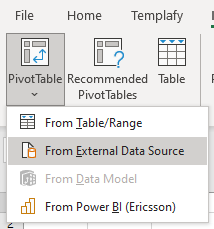 File Home Templafy
PivotTable Recommended PivotTables Table
From Table/Range
From External Data Source
From Data Model
From Power BI (Ericsson)
2